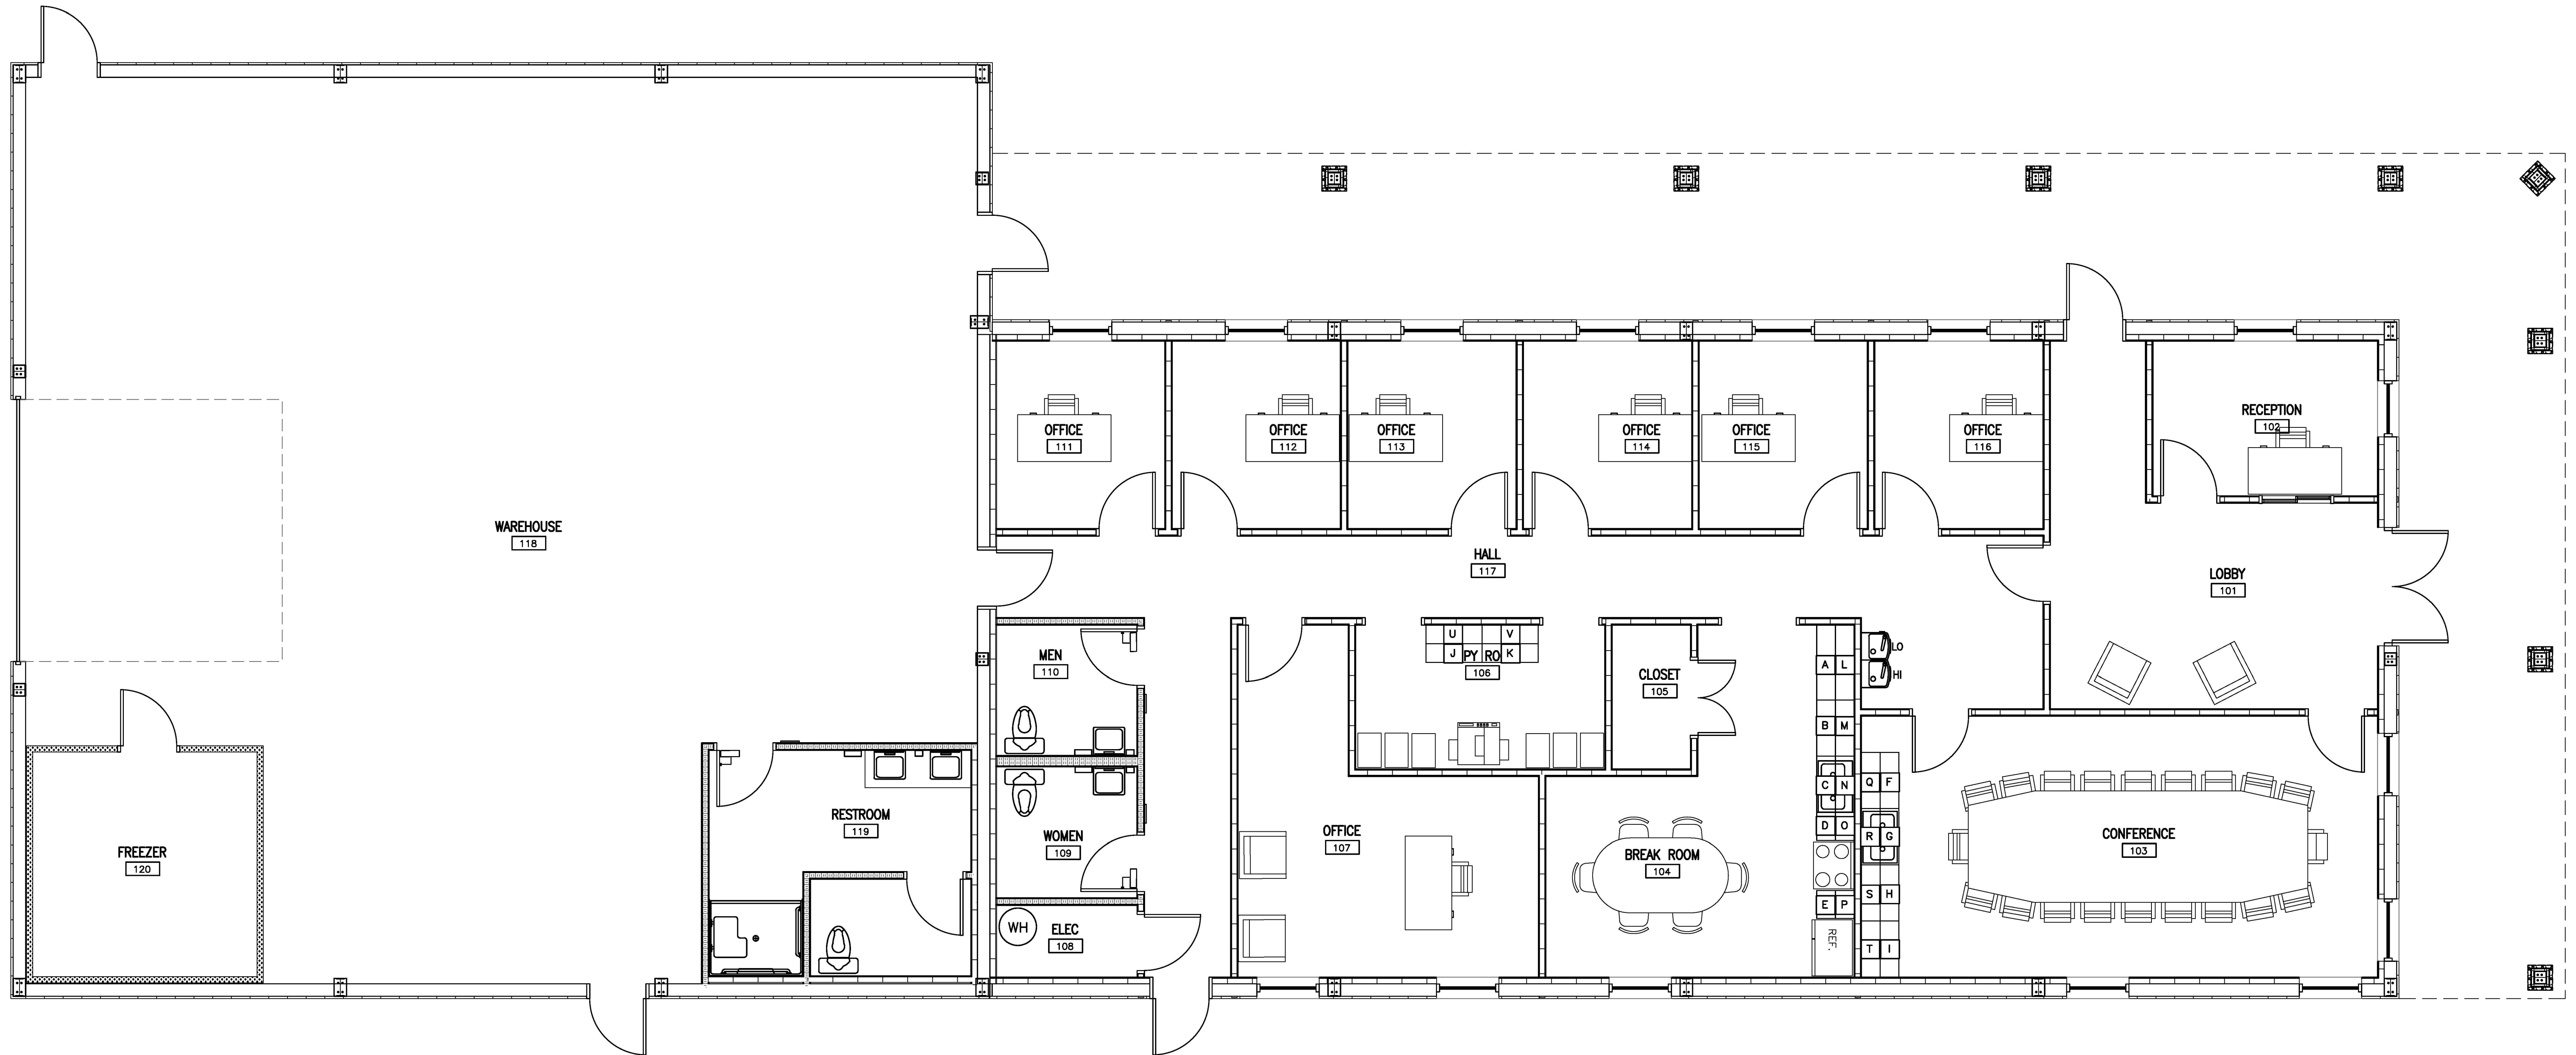 OFFICE
111
OFFICE
112
OFFICE
113
OFFICE
114
OFFICE
115
OFFICE
116
RECEPTION
102
WAREHOUSE
118
HALL
117
LOBBY
101
MEN
110
U
V
J
PY RO
K
106
CLOSET
105
A L
B M
C N
D O
E P
REF.
LO
HI
Q F
R G
S H
T I
RESTROOM
119
WOMEN
109
OFFICE
107
BREAK ROOM
104
CONFERENCE
103
FREEZER
120
WH
ELEC
108